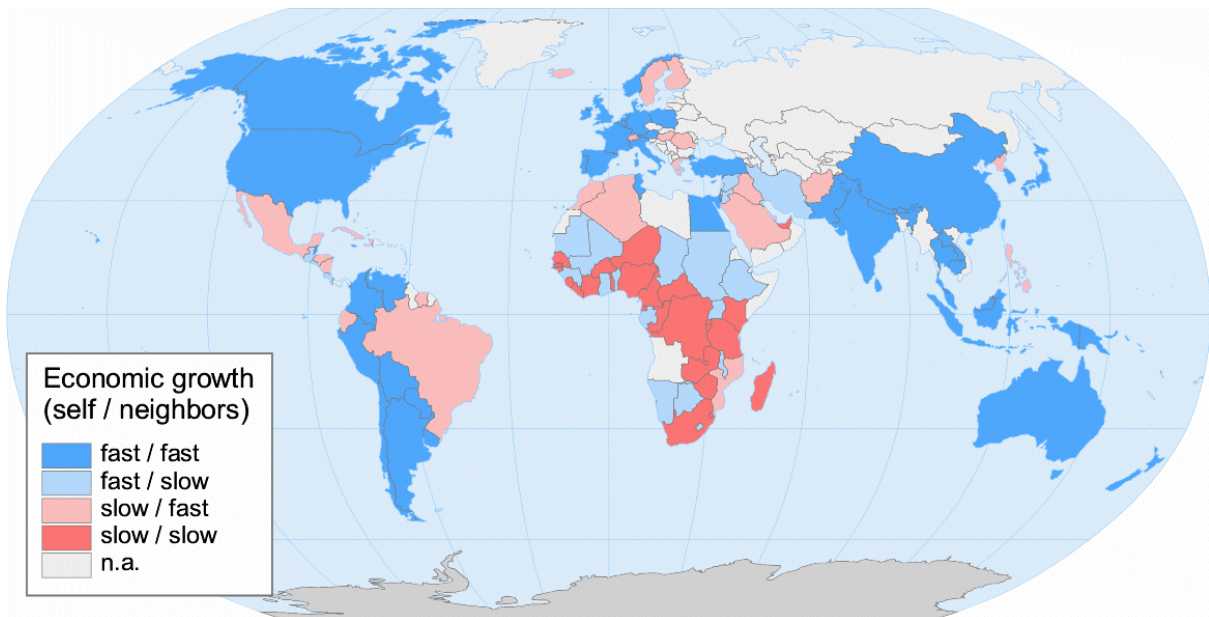 Economic growth
(self / neighbors)
fast / fast
fast / slow
slow / fast
slow / slow
n.a.